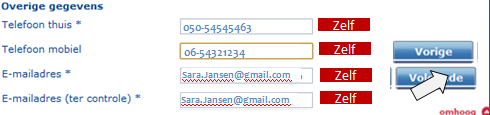 Overige gegevens
Telefoon thuis * 050-54545463 Zelf
Telefoon mobiel 06-54321234 Zelf Vorige
E-mailadres * Sara.Jansen@gmail.com Zelf
E-mailadres (ter controle) * Sara.Jansen@gmail.com Zelf
omhoog